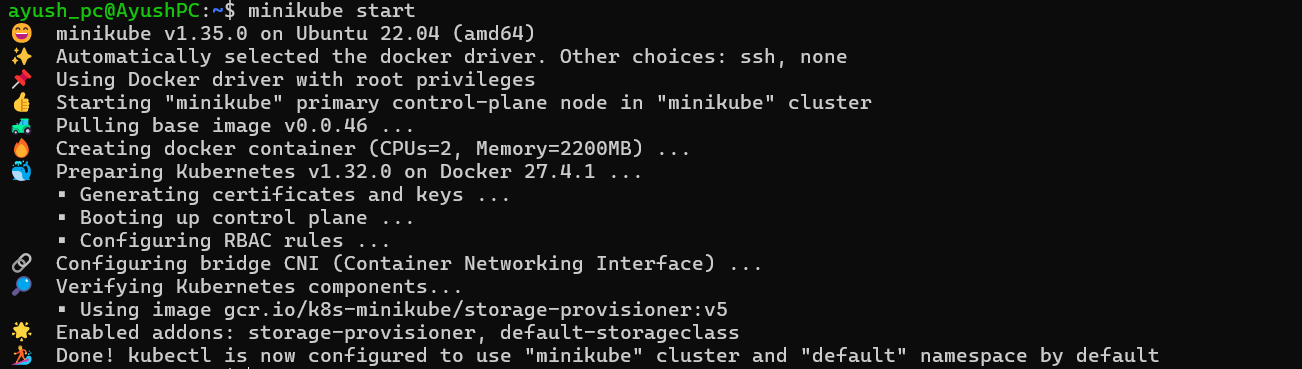 ayush_pc@AyushPC:~$ minikube start
😄 minikube v1.35.0 on Ubuntu 22.04 (amd64)
✨ Automatically selected the docker driver. Other choices: ssh, none
📌 Using Docker driver with root privileges
👍 Starting "minikube" primary control-plane node in "minikube" cluster
🚜 Pulling base image v0.0.46 ...
🔥 Creating docker container (CPUs=2, Memory=2200MB) ...
🐳 Preparing Kubernetes v1.32.0 on Docker 27.4.1 ...
▪ Generating certificates and keys ...
▪ Booting up control plane ...
▪ Configuring RBAC rules ...
🔗 Configuring bridge CNI (Container Networking Interface) ...
🔎 Verifying Kubernetes components...
▪ Using image gcr.io/k8s-minikube/storage-provisioner:v5
🌟 Enabled addons: storage-provisioner, default-storageclass
🏄 Done! kubectl is now configured to use "minikube" cluster and "default" namespace by default